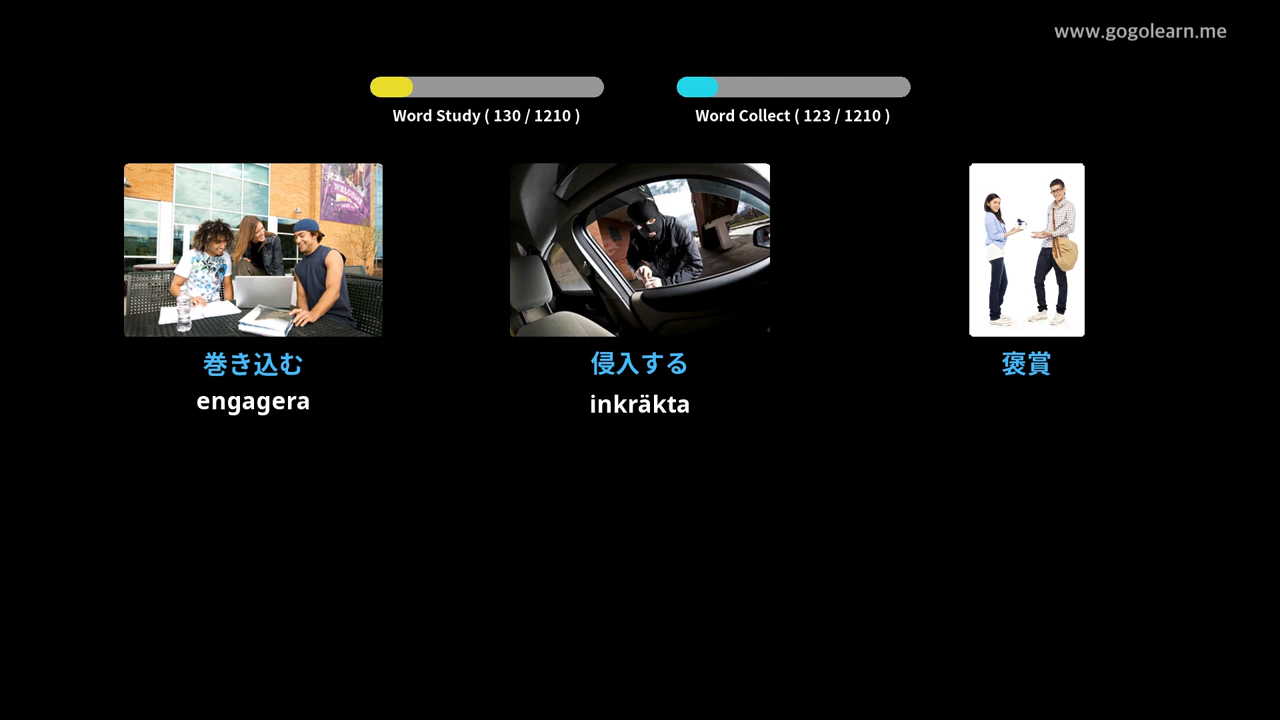 www.gogolearn.me
Word Study ( 130 / 1210 )
Word Collect ( 123 / 1210 )
WELCOME
巻き込む
侵入する
褒賞
engagera
inkräkta